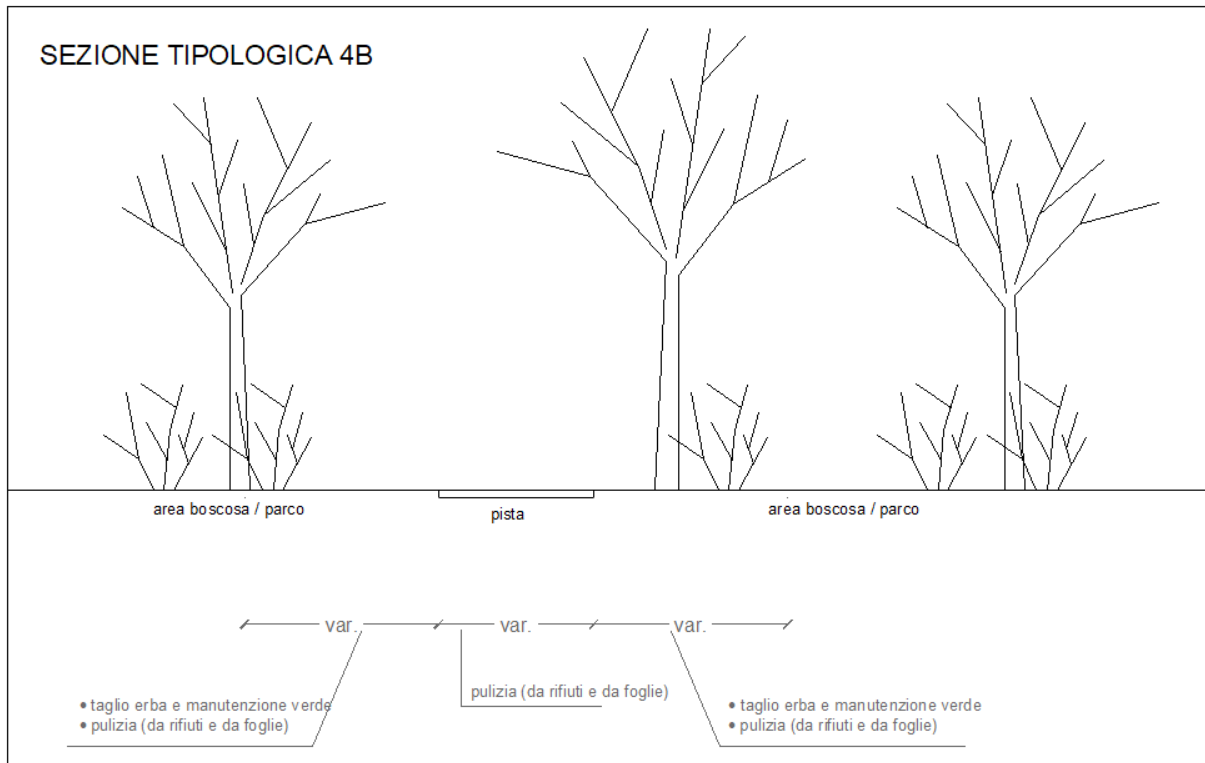 SEZIONE TIPOLOGICA 4B
area boscosa / parco
pista
area boscosa / parco
var.
var.
var.
• taglio erba e manutenzione verde
• pulizia (da rifiuti e da foglie)
pulizia (da rifiuti e da foglie)
• taglio erba e manutenzione verde
• pulizia (da rifiuti e da foglie)